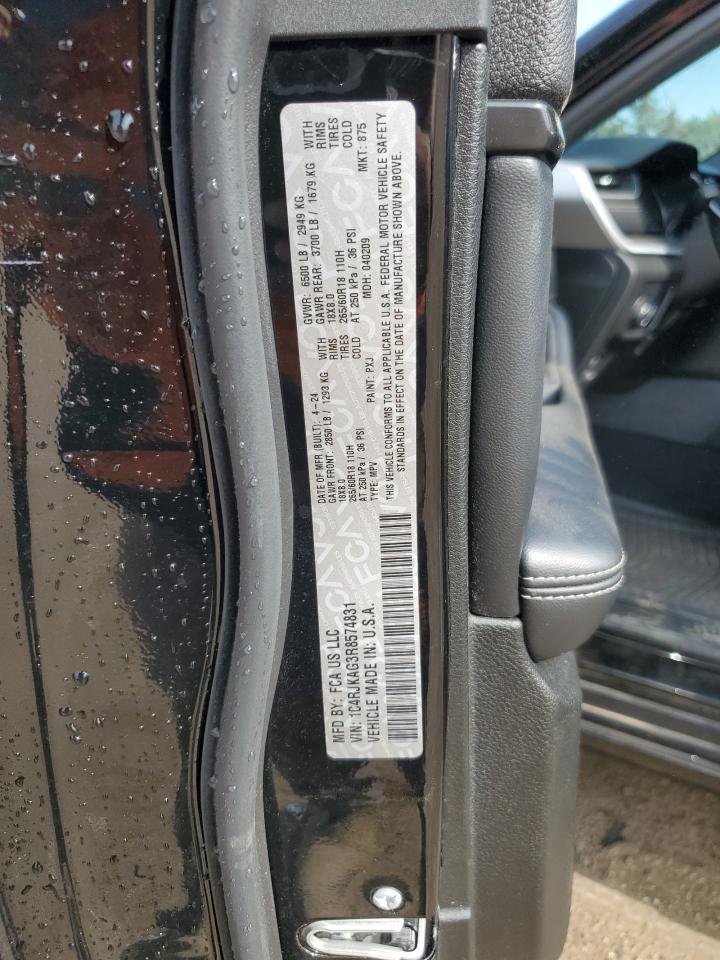 MFD BY: FCA US LLC
DATE OF MFR (BUILT): 4-24
GVWR: 6500 LB / 2949 KG
GAWR FRONT: 2850 LB / 1293 KG WITH
GAWR REAR: 3700 LB / 1679 KG WITH
18X8.0 RIMS
18X8.0 RIMS
265/60R18 110H TIRES
265/60R18 110H TIRES
AT 250 kPa / 36 PSI COLD
AT 250 kPa / 36 PSI COLD
VIN: 1C4RJKAG3R8574831
TYPE: MPV
PAINT: PXJ
MDH: 040209
MKT: 875
VEHICLE MADE IN: U.S.A.
THIS VEHICLE CONFORMS TO ALL APPLICABLE U.S.A. FEDERAL MOTOR VEHICLE SAFETY
STANDARDS IN EFFECT ON THE DATE OF MANUFACTURE SHOWN ABOVE.